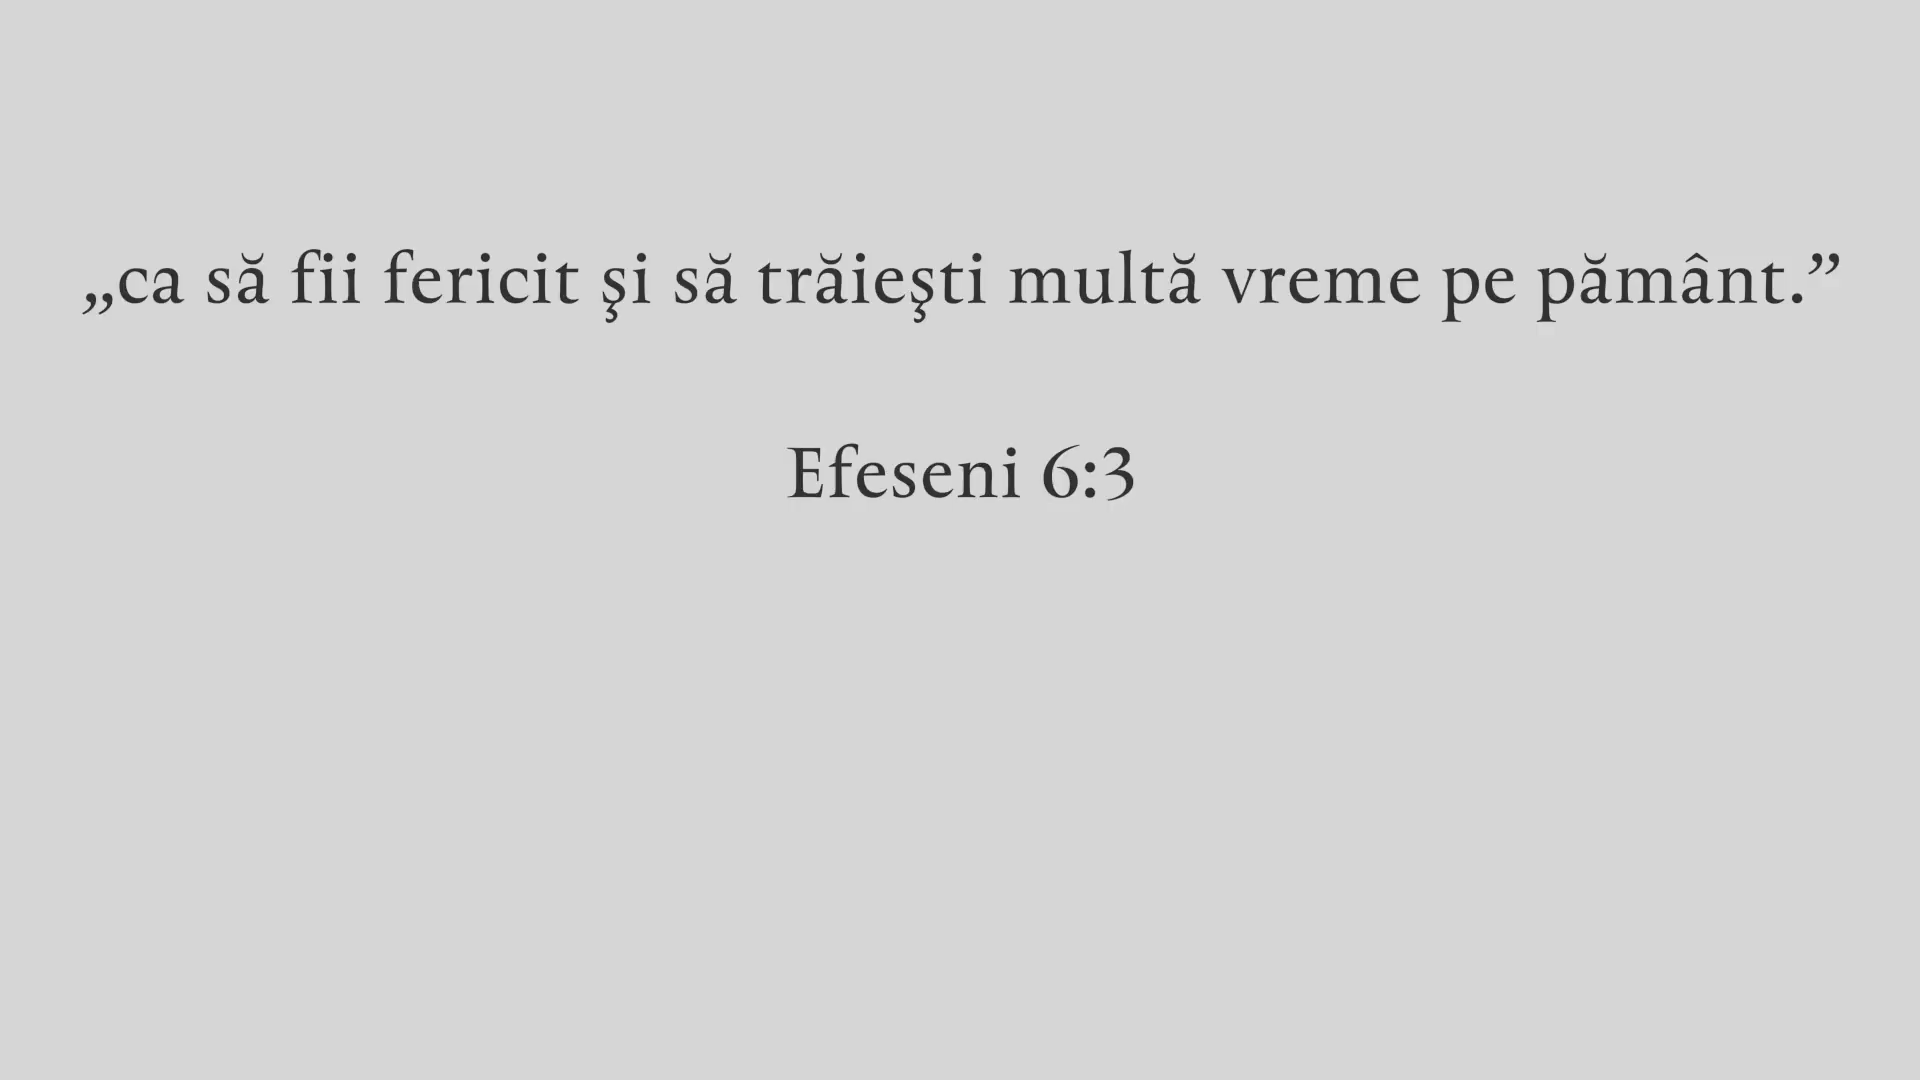 „ca să fii fericit şi să trăieşti multă vreme pe pământ.”
Efeseni 6:3